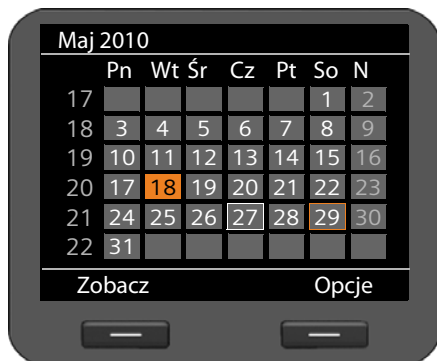 Maj 2010
Pn Wt Śr Cz Pt So N
17 1 2
18 3 4 5 6 7 8 9
19 10 11 12 13 14 15 16
20 17 18 19 20 21 22 23
21 24 25 26 27 28 29 30
22 31
Zobacz Opcje